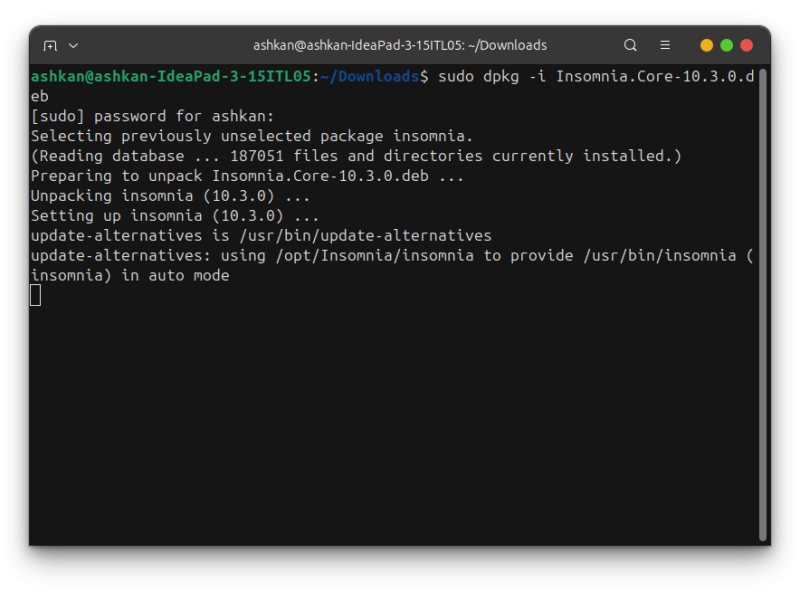 ashkan@ashkan-IdeaPad-3-15ITL05: ~/Downloads
ashkan@ashkan-IdeaPad-3-15ITL05:~/Downloads$ sudo dpkg -i Insomnia.Core-10.3.0.d
eb
[sudo] password for ashkan:
Selecting previously unselected package insomnia.
(Reading database ... 187051 files and directories currently installed.)
Preparing to unpack Insomnia.Core-10.3.0.deb ...
Unpacking insomnia (10.3.0) ...
Setting up insomnia (10.3.0) ...
update-alternatives is /usr/bin/update-alternatives
update-alternatives: using /opt/Insomnia/insomnia to provide /usr/bin/insomnia (
insomnia) in auto mode